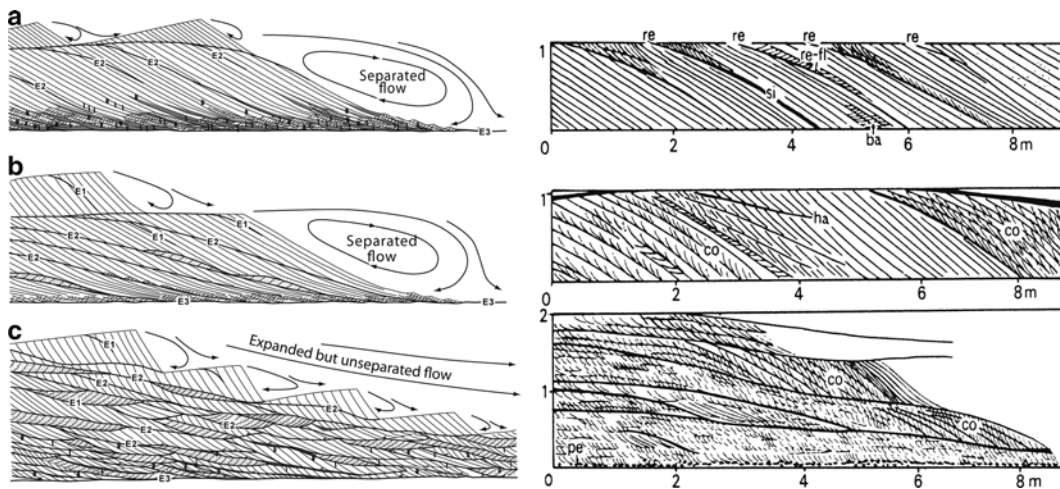 a
E2
E2
E2
E2
Separated
flow
E3
re re re re
1
re-fl
si
ba
0 2 4 6 8 m
b
E1
E1
E1
E2
E2
Separated
flow
E3 E3
1
ha
co
co
0 2 4 6 8 m
c
Expanded but unseparated flow
E1
E2
E1
E2
E2
E2
E2
E3
2
1
co
co
pe
0
0 2 4 6 8 m